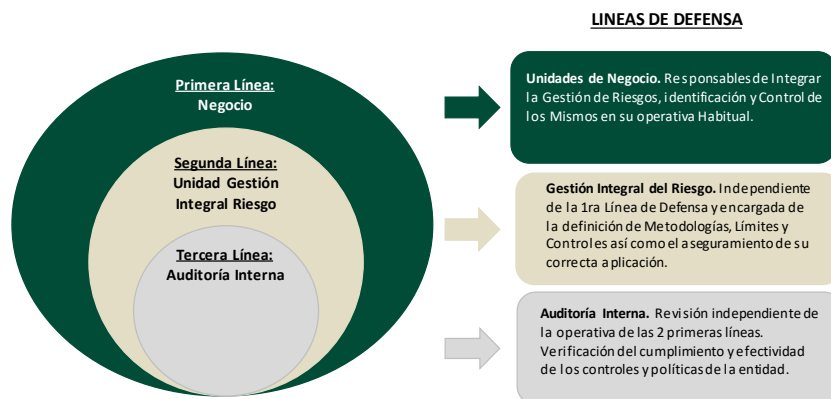 LINEAS DE DEFENSA
Primera Línea:
Negocio
Segunda Línea:
Unidad Gestión
Integral Riesgo
Tercera Línea:
Auditoría Interna
Unidades de Negocio. Responsables de Integrar
la Gestión de Riesgos, identificación y Control de
los Mismos en su operativa Habitual.
Gestión Integral del Riesgo. Independiente
de la 1ra Línea de Defensa y encargada de
la definición de Metodologías, Límites y
Controles así como el aseguramiento de su
correcta aplicación.
Auditoría Interna. Revisión independiente de
la operativa de las 2 primeras líneas.
Verificación del cumplimiento y efectividad
de los controles y políticas de la entidad.